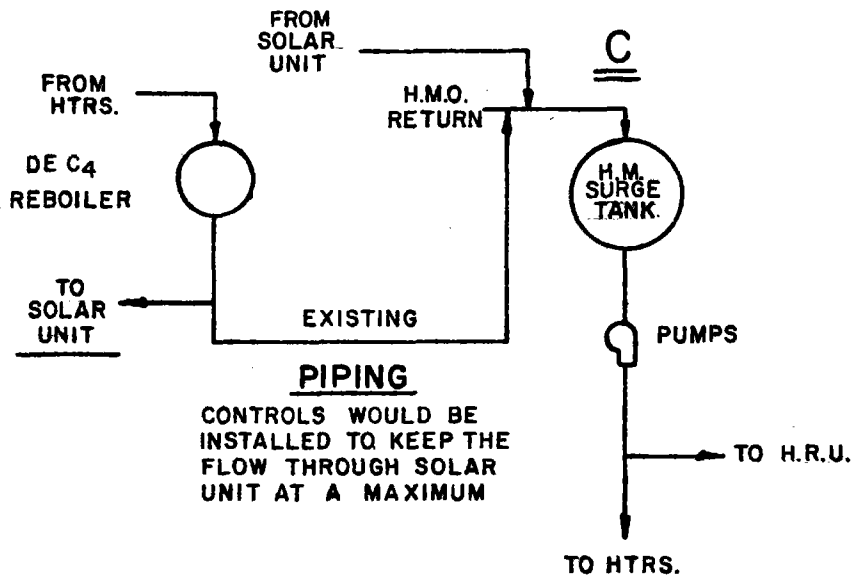 FROM
SOLAR
UNIT
C
FROM
HTRS.
H.M.O.
RETURN
DE C4
REBOILER
H.M.
SURGE
TANK
TO
SOLAR
UNIT
EXISTING
PUMPS
PIPING
CONTROLS WOULD BE
INSTALLED TO KEEP THE
FLOW THROUGH SOLAR
UNIT AT A MAXIMUM
TO H.R.U.
TO HTRS.